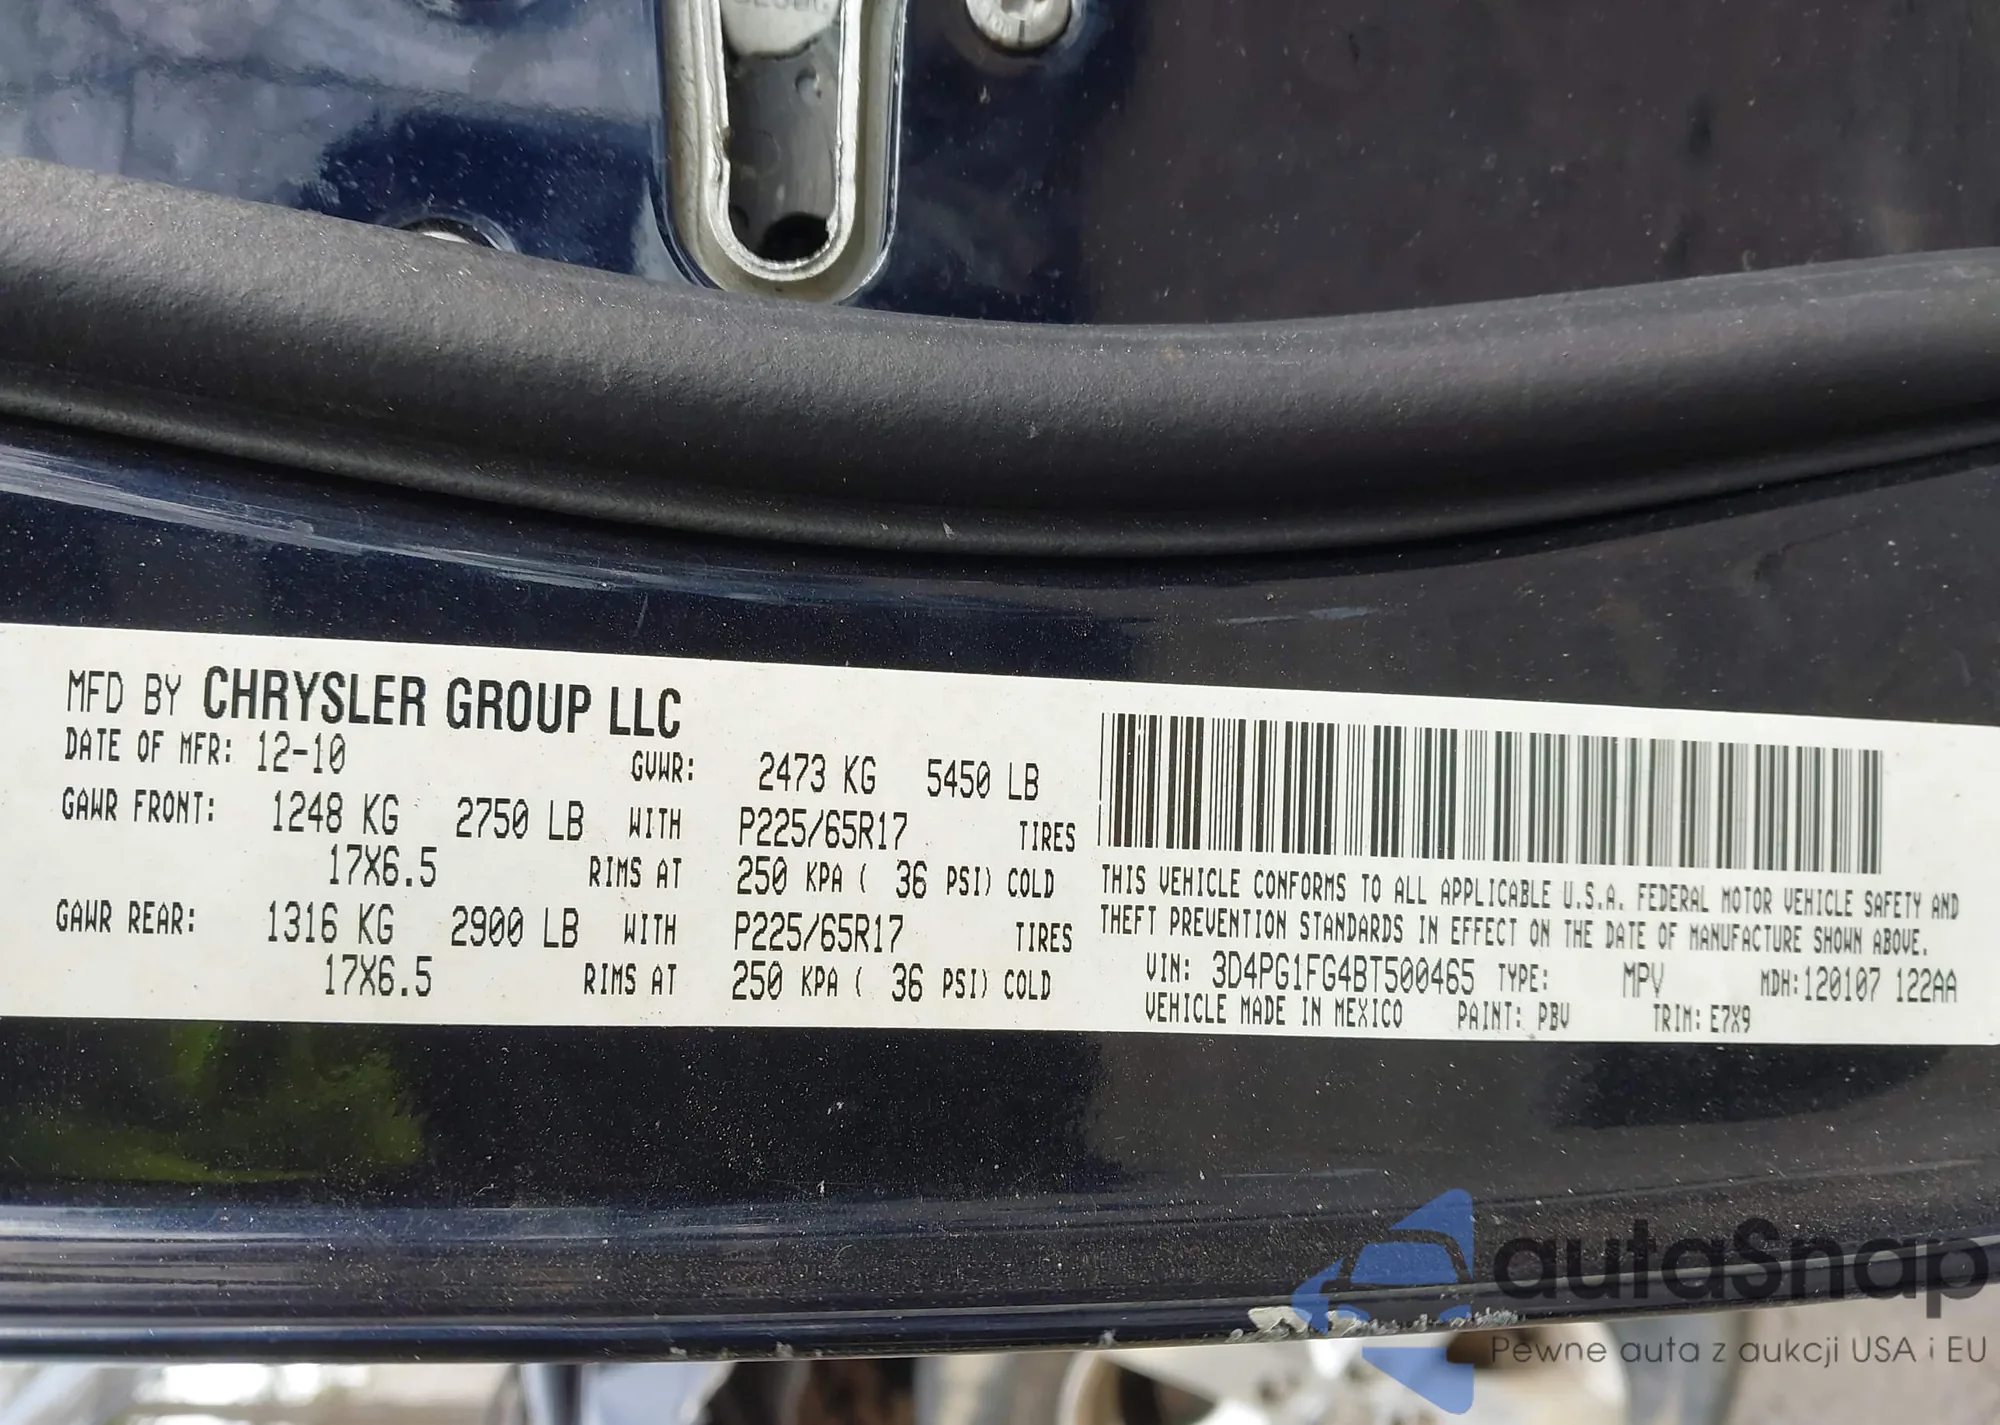 MFD BY CHRYSLER GROUP LLC
DATE OF MFR: 12-10 GVWR: 2473 KG 5450 LB
GAWR FRONT: 1248 KG 2750 LB WITH P225/65R17 TIRES
17X6.5 RIMS AT 250 KPA ( 36 PSI) COLD
GAWR REAR: 1316 KG 2900 LB WITH P225/65R17 TIRES
17X6.5 RIMS AT 250 KPA ( 36 PSI) COLD
THIS VEHICLE CONFORMS TO ALL APPLICABLE U.S.A. FEDERAL MOTOR VEHICLE SAFETY AND
THEFT PREVENTION STANDARDS IN EFFECT ON THE DATE OF MANUFACTURE SHOWN ABOVE.
VIN: 3D4PG1FG4BT500465 TYPE: MPV MDH:120107 122AA
VEHICLE MADE IN MEXICO PAINT: PBV TRIM: E7X9
autaSnap
Pewne auta z aukcji USA i EU